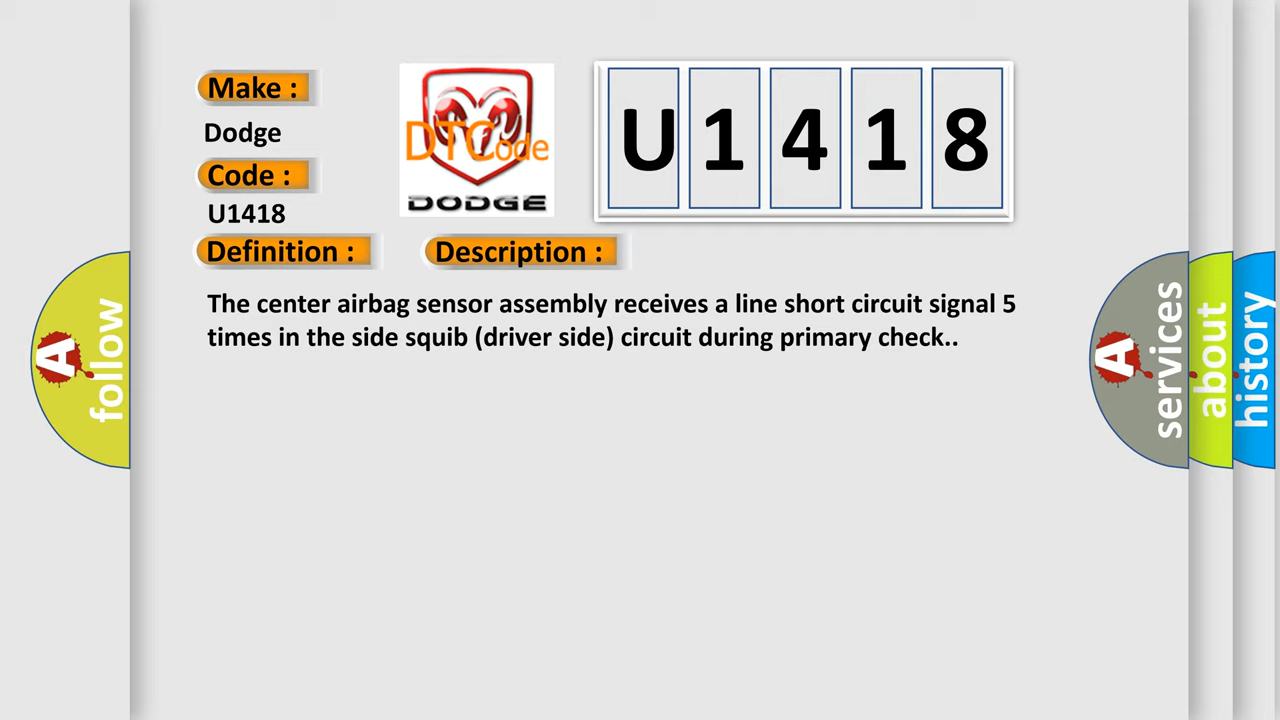 Make :
Dodge
Code :
U1418
DTCode
DODGE
U1418
Definition :
Description :
The center airbag sensor assembly receives a line short circuit signal 5
times in the side squib (driver side) circuit during primary check..
A follow
A services
about
history